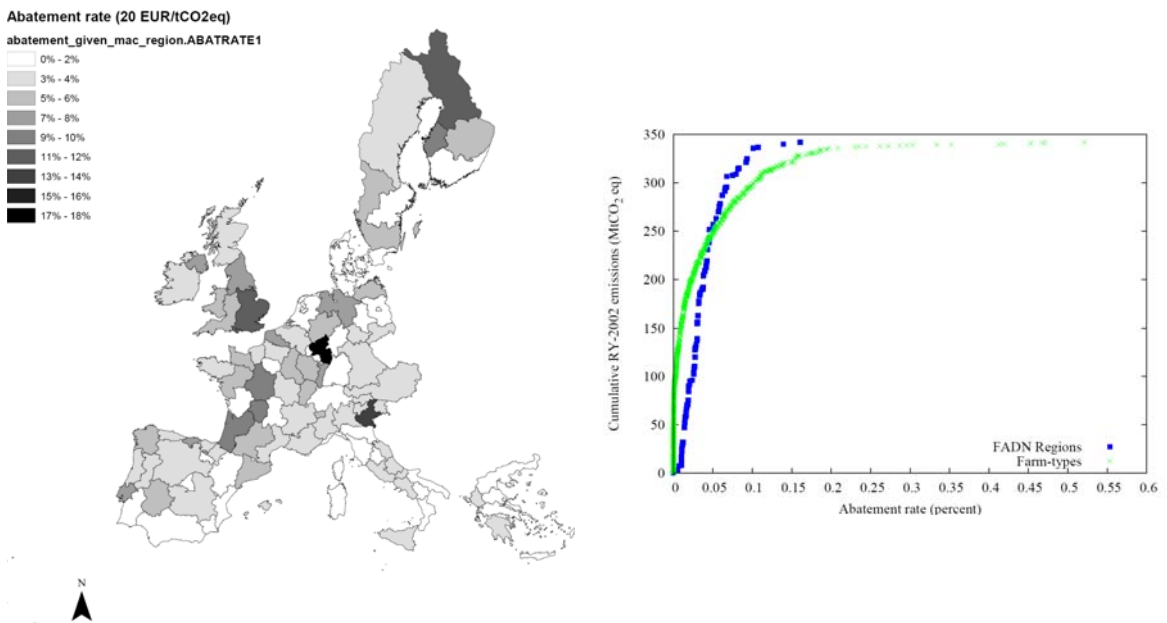 Abatement rate (20 EUR/tCO2eq)
abatement_given_mac_region.ABATRATE1
0% - 2%
3% - 4%
5% - 6%
7% - 8%
9% - 10%
11% - 12%
13% - 14%
15% - 16%
17% - 18%
N
Cumulative RY-2002 emissions (MtCO2 eq)
350
300
250
200
150
100
50
0
FADN Regions
Farm-types
0 0.05 0.1 0.15 0.2 0.25 0.3 0.35 0.4 0.45 0.5 0.55 0.6
Abatement rate (percent)